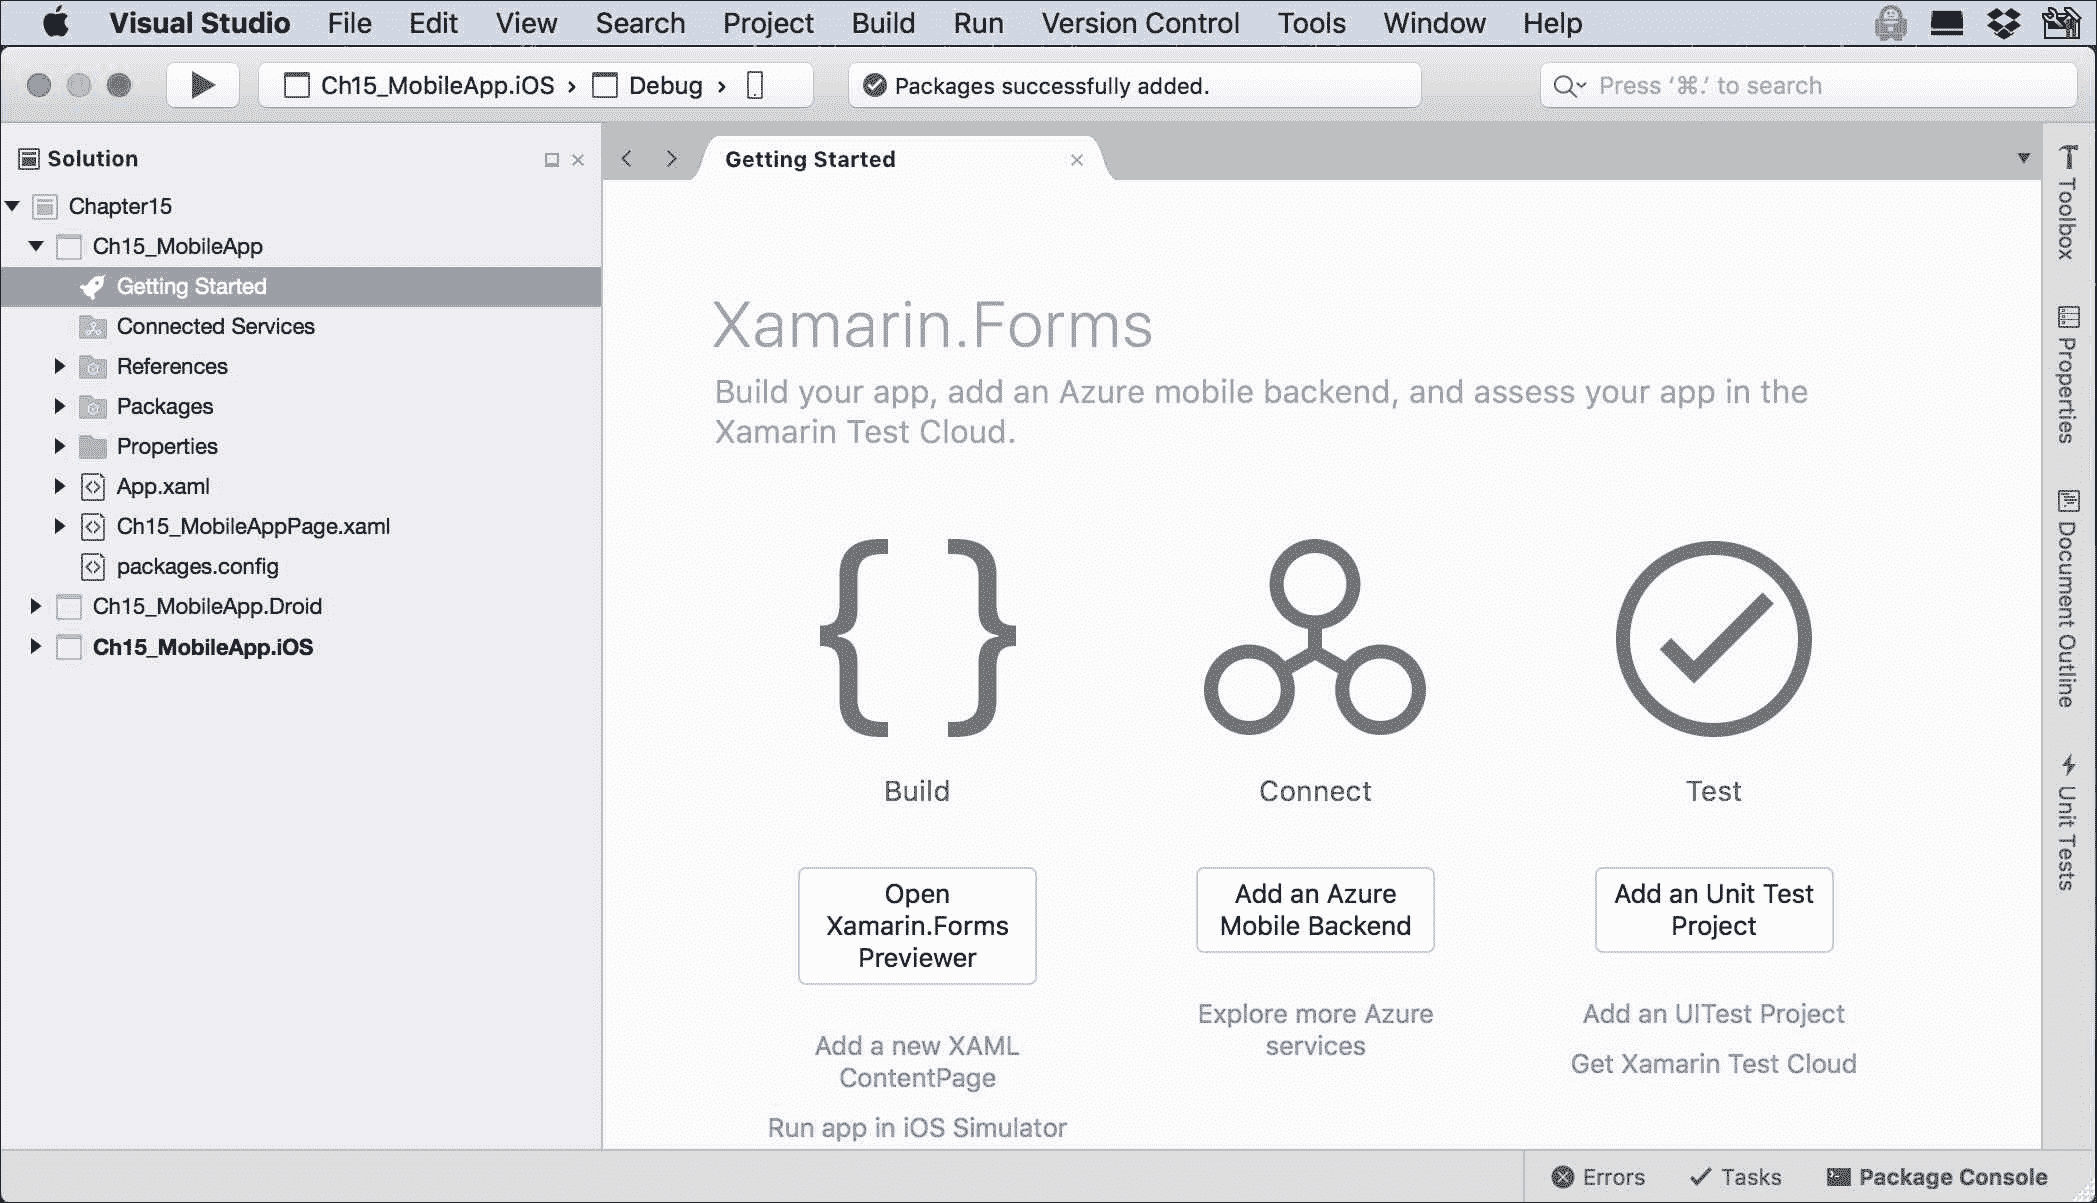 Visual Studio File Edit View Search Project Build Run Version Control Tools Window Help
Ch15_MobileApp.iOS › Debug ›
Packages successfully added.
Press ‘⌘.’ to search
Solution
Chapter15
Ch15_MobileApp
Getting Started
Connected Services
References
Packages
Properties
App.xaml
Ch15_MobileAppPage.xaml
packages.config
Ch15_MobileApp.Droid
Ch15_MobileApp.iOS
Getting Started
Xamarin.Forms
Build your app, add an Azure mobile backend, and assess your app in the
Xamarin Test Cloud.
Build
Open
Xamarin.Forms
Previewer
Add a new XAML
ContentPage
Run app in iOS Simulator
Connect
Add an Azure
Mobile Backend
Explore more Azure
services
Test
Add an Unit Test
Project
Add an UITest Project
Get Xamarin Test Cloud
Toolbox
Properties
Document Outline
Unit Tests
Errors
Tasks
Package Console